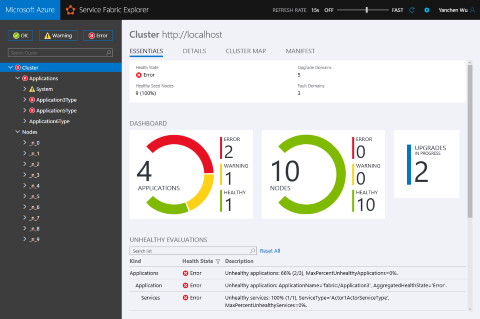 Microsoft Azure
Service Fabric Explorer
REFRESH RATE 15s OFF FAST
Yanchen Wu
OK
Warning
Error
Search Cluster
Cluster
Applications
System
Application3Type
Application5Type
Application6Type
Nodes
_n_0
_n_1
_n_2
_n_3
_n_4
_n_5
_n_6
_n_7
_n_8
_n_9
Cluster http://localhost
ESSENTIALS DETAILS CLUSTER MAP MANIFEST
Health State
Error
Upgrade Domains
5
Healthy Seed Nodes
9 (100%)
Fault Domains
3
DASHBOARD
4
APPLICATIONS
ERROR
2
WARNING
1
HEALTHY
1
10
NODES
ERROR
0
WARNING
0
HEALTHY
10
UPGRADES
IN PROGRESS
2
UNHEALTHY EVALUATIONS
Search list
Reset All
Kind Health State Description
Applications Error Unhealthy applications: 66% (2/3), MaxPercentUnhealthyApplications=0%.
Application Error Unhealthy application: ApplicationName='fabric:/Application3', AggregatedHealthState='Error'.
Services Error Unhealthy services: 100% (1/1), ServiceType='Actor1ActorServiceType',
MaxPercentUnhealthyServices=0%.